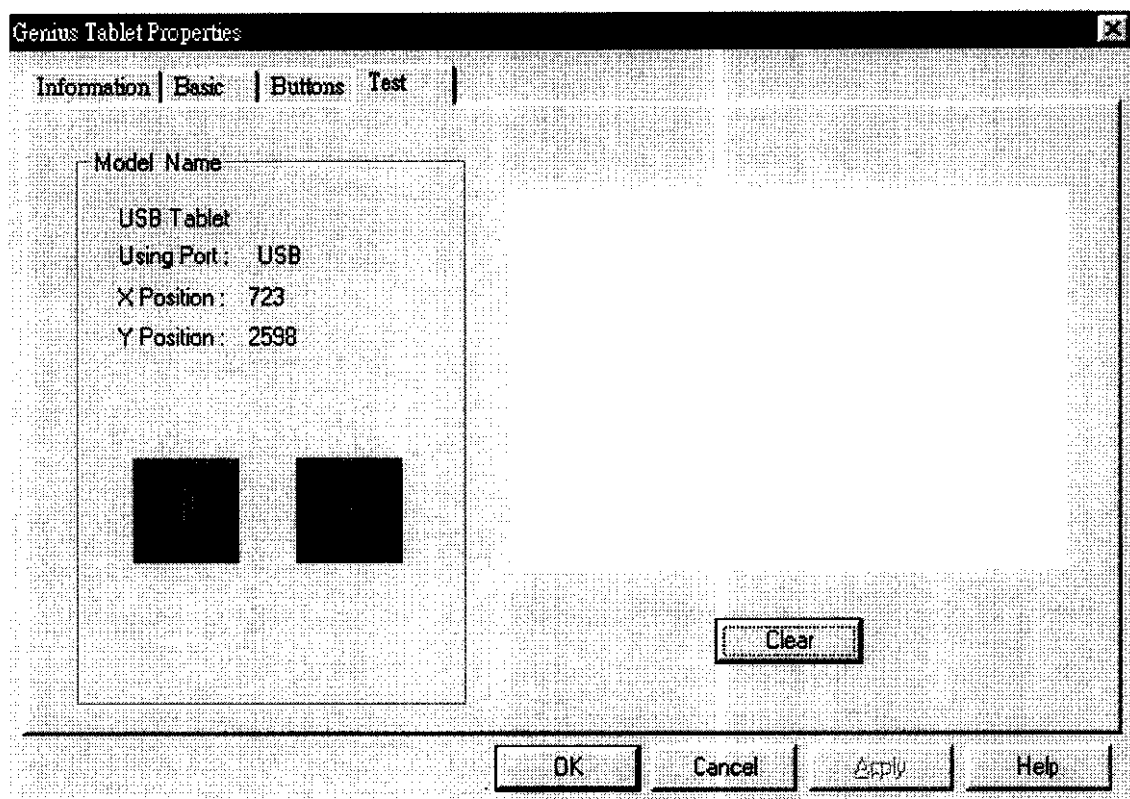 Genius Tablet Properties
Information Basic Buttons Test
Model Name
USB Tablet
Using Port : USB
X Position : 723
Y Position : 2598
Clear
OK Cancel Apply Help